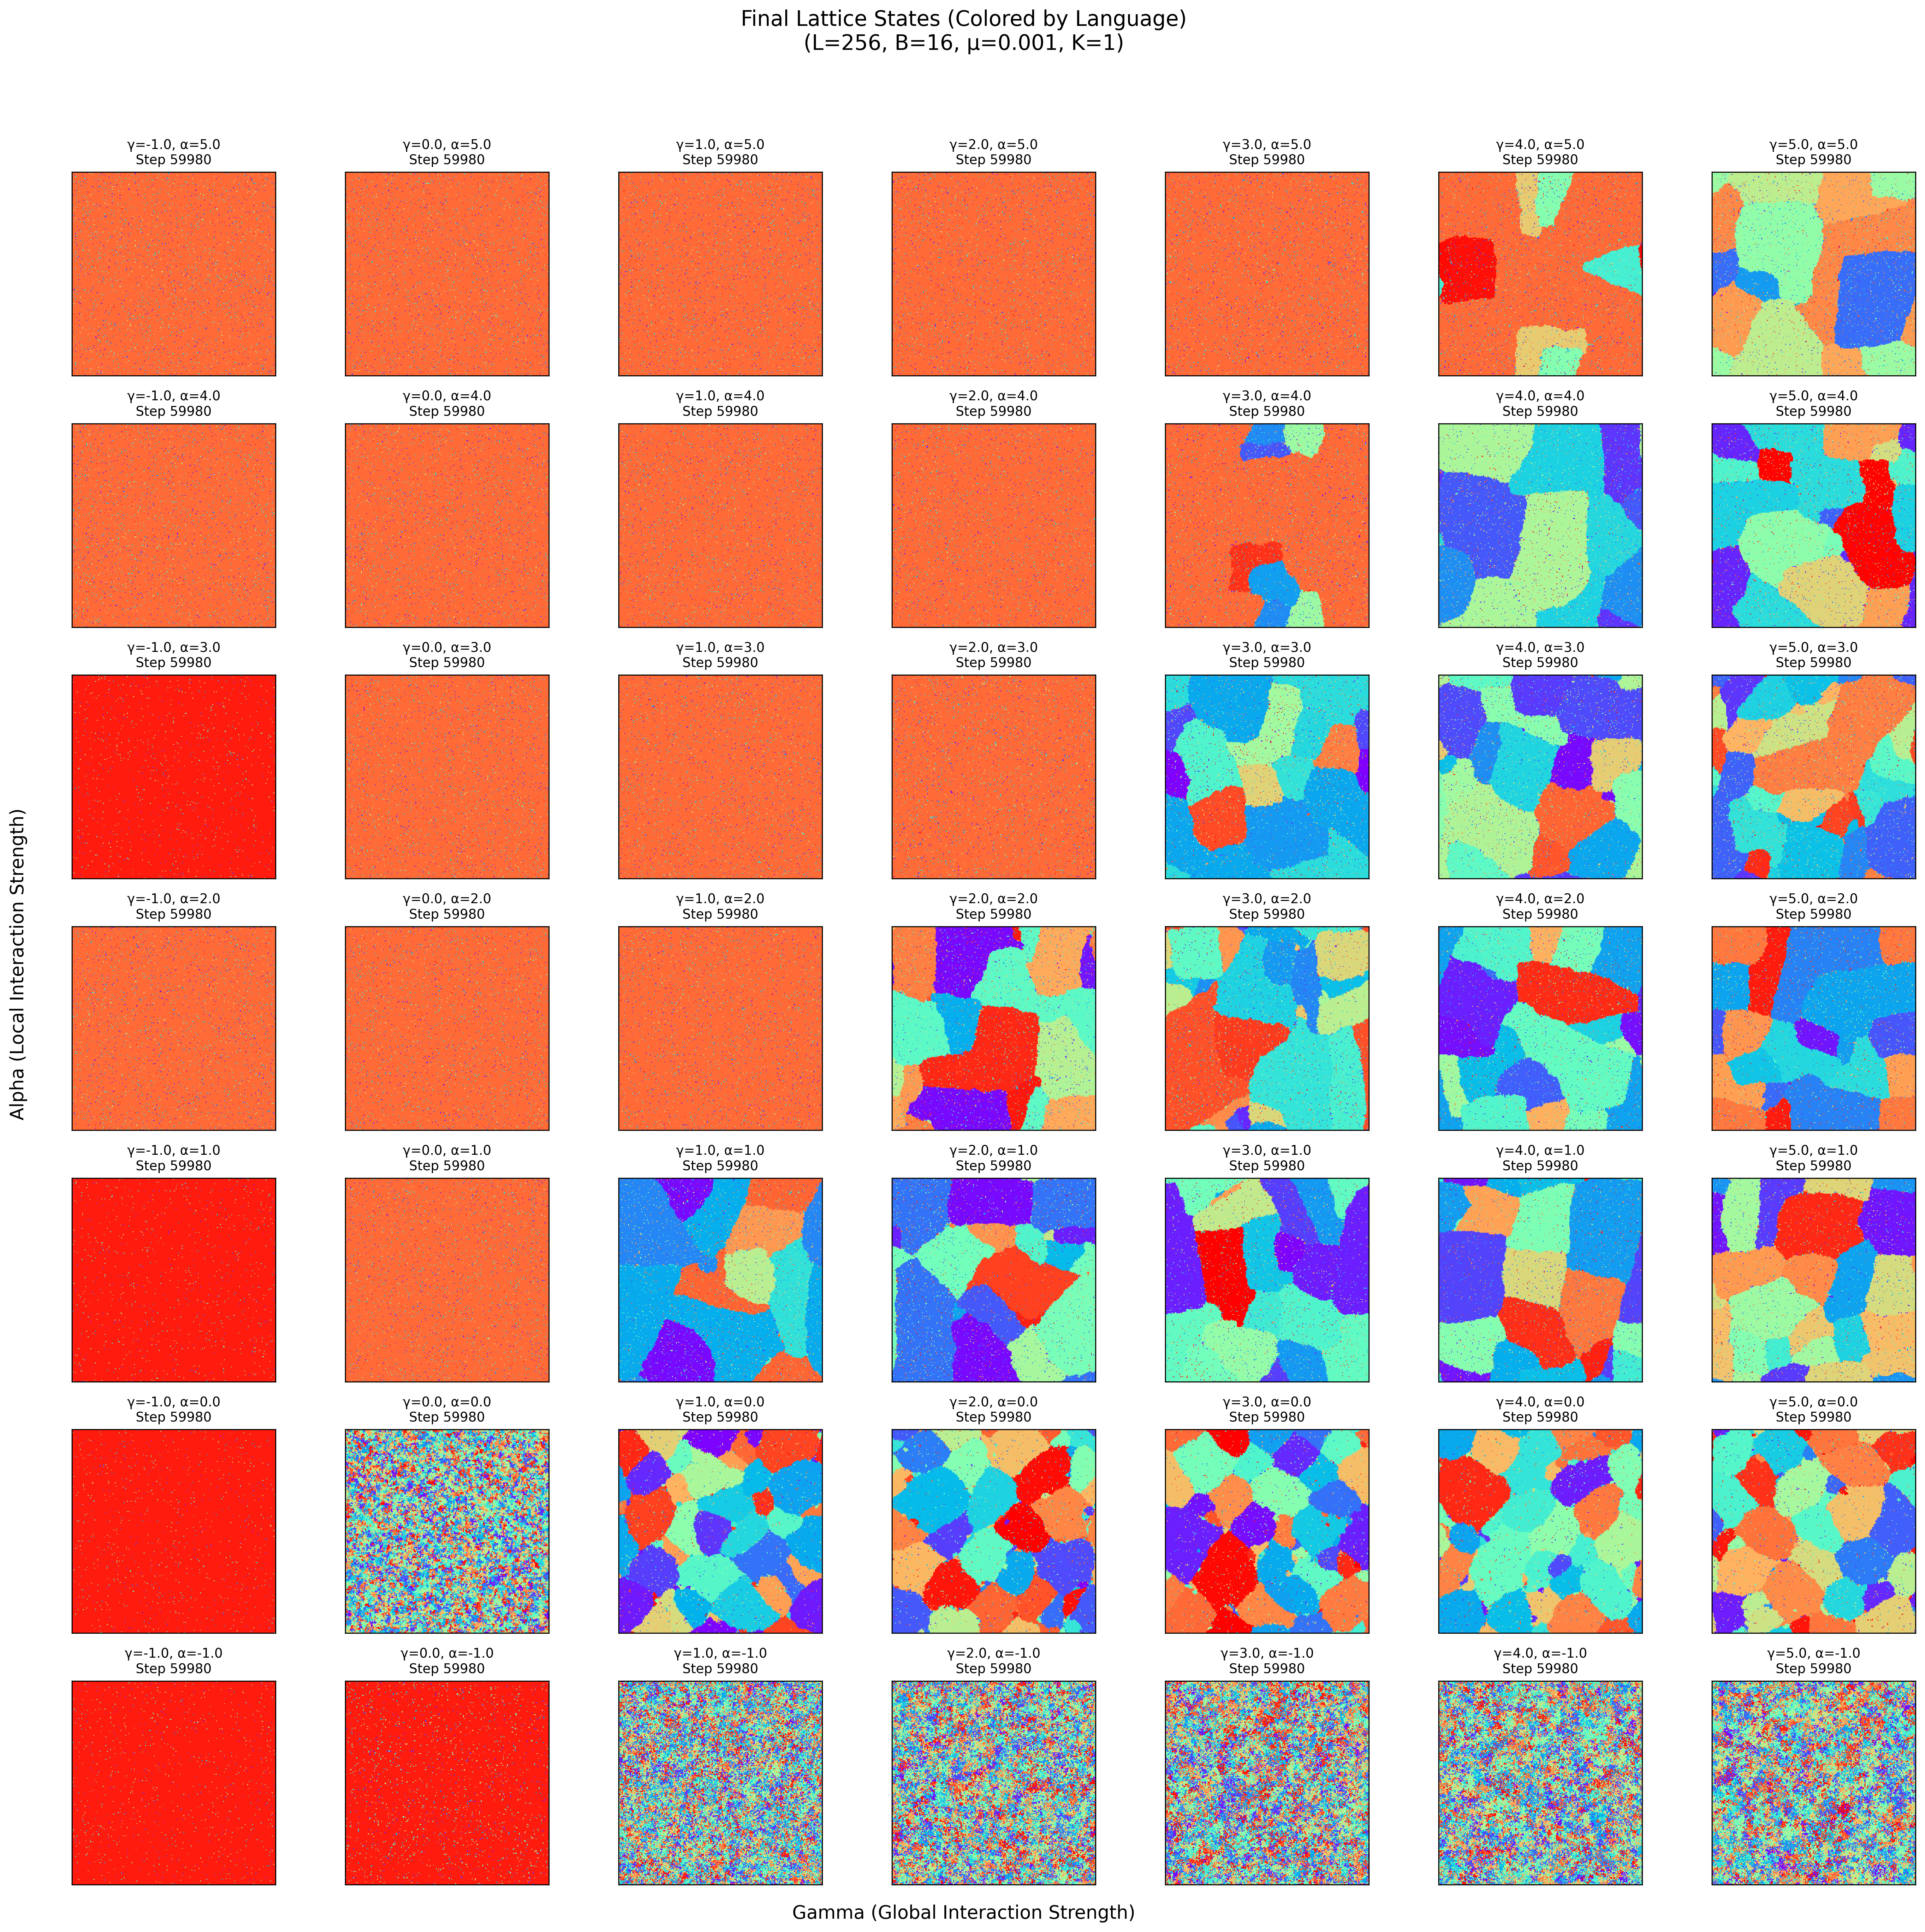 Final Lattice States (Colored by Language)
(L=256, B=16, μ=0.001, K=1)
γ=-1.0, α=5.0
Step 59980
γ=0.0, α=5.0
Step 59980
γ=1.0, α=5.0
Step 59980
γ=2.0, α=5.0
Step 59980
γ=3.0, α=5.0
Step 59980
γ=4.0, α=5.0
Step 59980
γ=5.0, α=5.0
Step 59980
γ=-1.0, α=4.0
Step 59980
γ=0.0, α=4.0
Step 59980
γ=1.0, α=4.0
Step 59980
γ=2.0, α=4.0
Step 59980
γ=3.0, α=4.0
Step 59980
γ=4.0, α=4.0
Step 59980
γ=5.0, α=4.0
Step 59980
γ=-1.0, α=3.0
Step 59980
γ=0.0, α=3.0
Step 59980
γ=1.0, α=3.0
Step 59980
γ=2.0, α=3.0
Step 59980
γ=3.0, α=3.0
Step 59980
γ=4.0, α=3.0
Step 59980
γ=5.0, α=3.0
Step 59980
γ=-1.0, α=2.0
Step 59980
γ=0.0, α=2.0
Step 59980
γ=1.0, α=2.0
Step 59980
γ=2.0, α=2.0
Step 59980
γ=3.0, α=2.0
Step 59980
γ=4.0, α=2.0
Step 59980
γ=5.0, α=2.0
Step 59980
γ=-1.0, α=1.0
Step 59980
γ=0.0, α=1.0
Step 59980
γ=1.0, α=1.0
Step 59980
γ=2.0, α=1.0
Step 59980
γ=3.0, α=1.0
Step 59980
γ=4.0, α=1.0
Step 59980
γ=5.0, α=1.0
Step 59980
γ=-1.0, α=0.0
Step 59980
γ=0.0, α=0.0
Step 59980
γ=1.0, α=0.0
Step 59980
γ=2.0, α=0.0
Step 59980
γ=3.0, α=0.0
Step 59980
γ=4.0, α=0.0
Step 59980
γ=5.0, α=0.0
Step 59980
γ=-1.0, α=-1.0
Step 59980
γ=0.0, α=-1.0
Step 59980
γ=1.0, α=-1.0
Step 59980
γ=2.0, α=-1.0
Step 59980
γ=3.0, α=-1.0
Step 59980
γ=4.0, α=-1.0
Step 59980
γ=5.0, α=-1.0
Step 59980
Alpha (Local Interaction Strength)
Gamma (Global Interaction Strength)